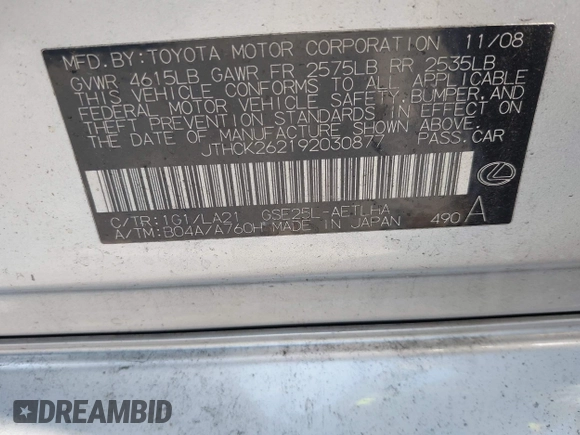 MFD.BY:TOYOTA MOTOR CORPORATION 11/08
GVWR 4615LB GAWR FR 2575LB RR 2535LB
THIS VEHICLE CONFORMS TO ALL APPLICABLE
FEDERAL MOTOR VEHICLE SAFETY,BUMPER,AND
THEFT PREVENTION STANDARDS IN EFFECT ON
THE DATE OF MANUFACTURE SHOWN ABOVE.
JTHCK262192030874 PASS.CAR
C/TR:1G1/LA21 GSE25L-AETLHA
A/TM:B04A/A760H MADE IN JAPAN 490 A
DREAMBID